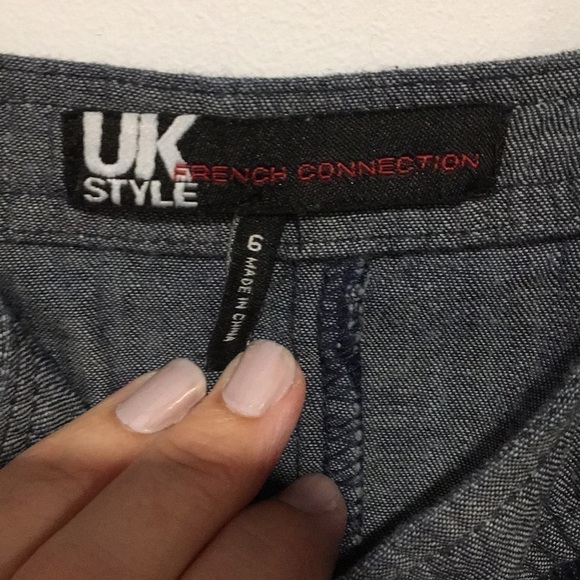 UK
STYLE
FRENCH CONNECTION
6 MADE IN CHINA